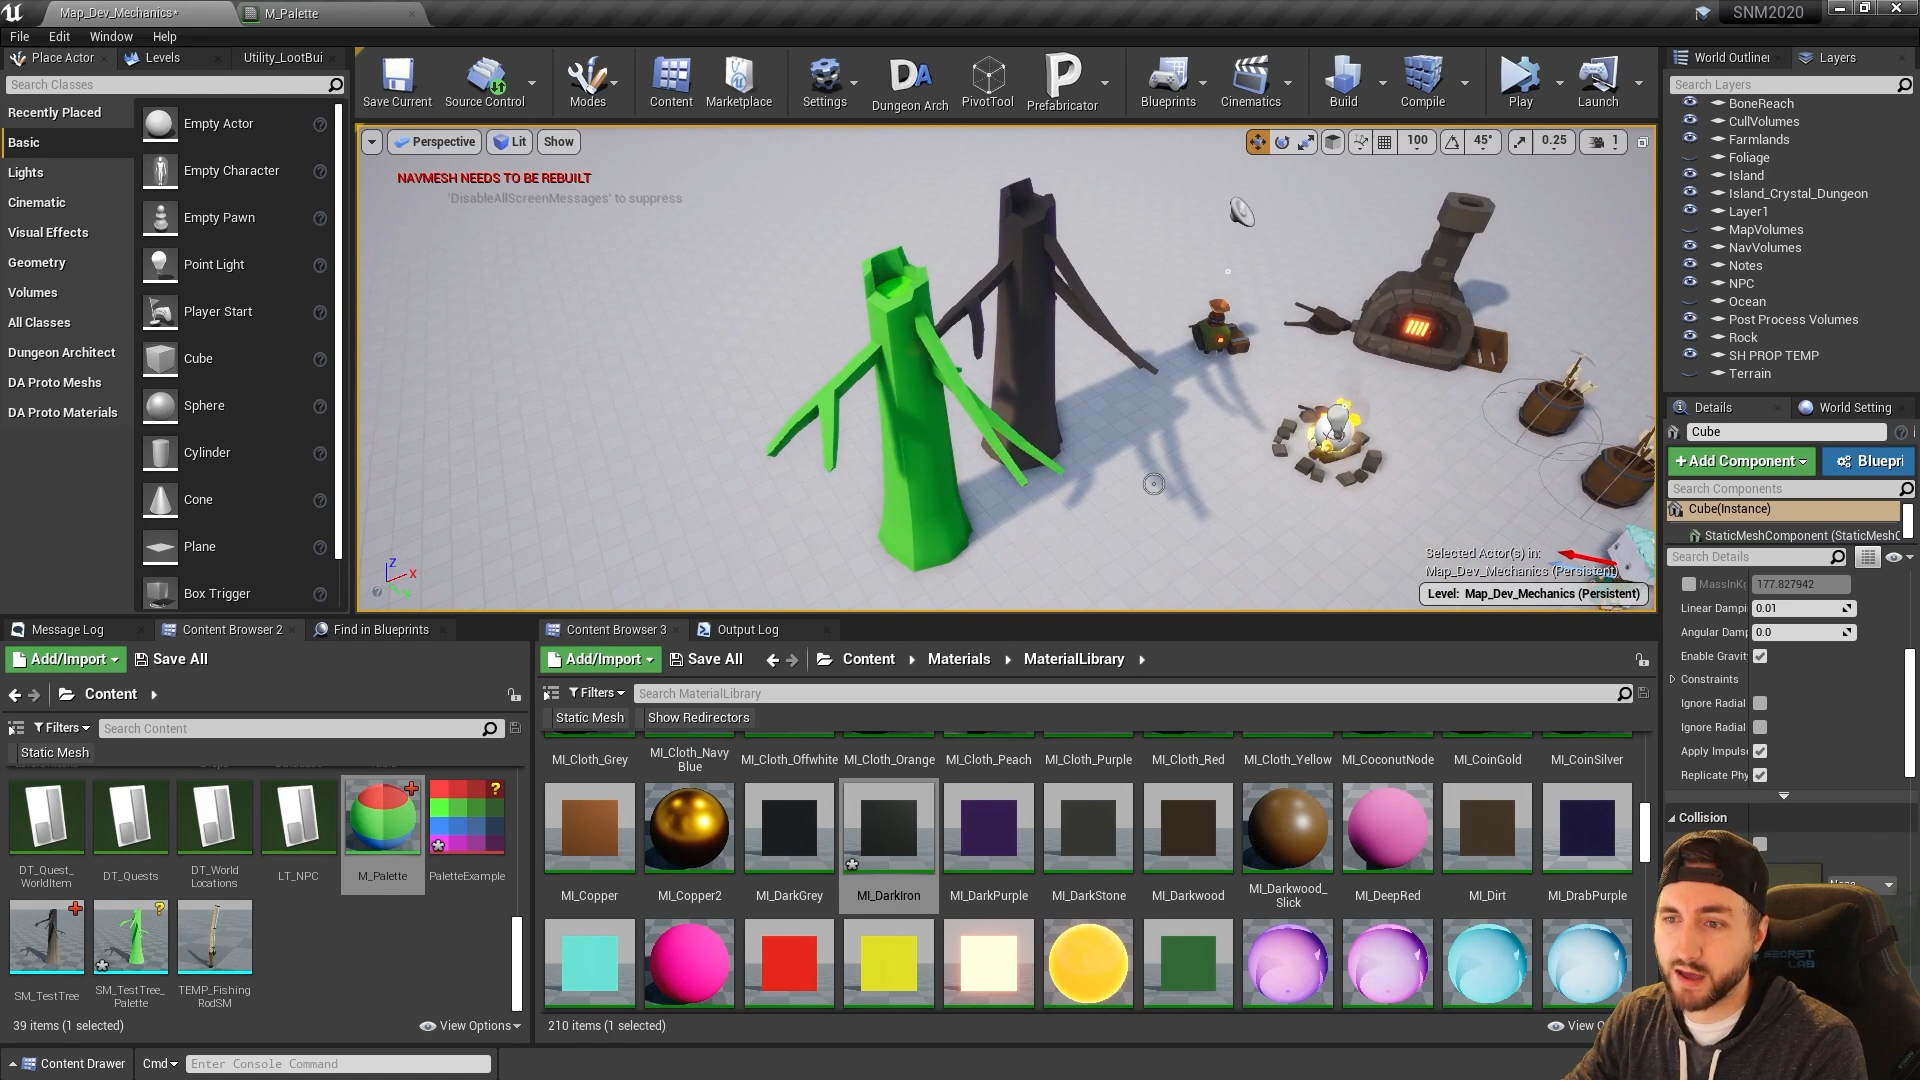 Map_Dev_Mechanics*
M_Palette
SNM2020
File Edit Window Help
Place Actor
Levels
Utility_LootBui
Search Classes
Recently Placed
Basic
Lights
Cinematic
Visual Effects
Geometry
Volumes
All Classes
Dungeon Architect
DA Proto Meshs
DA Proto Materials
Empty Actor
Empty Character
Empty Pawn
Point Light
Player Start
Cube
Sphere
Cylinder
Cone
Plane
Box Trigger
Save Current
Source Control
Modes
Content
Marketplace
Settings
Dungeon Arch
PivotTool
Prefabricator
Blueprints
Cinematics
Build
Compile
Play
Launch
Perspective
Lit
Show
100
45°
0.25
1
NAVMESH NEEDS TO BE REBUILT
'DisableAllScreenMessages' to suppress
Z
X
Selected Actor(s) in:
Map_Dev_Mechanics (Persistent)
Level: Map_Dev_Mechanics (Persistent)
World Outline
Layers
Search Layers
BoneReach
CullVolumes
Farmlands
Foliage
Island
Island_Crystal_Dungeon
Layer1
MapVolumes
NavVolumes
Notes
NPC
Ocean
Post Process Volumes
Rock
SH PROP TEMP
Terrain
Details
World Setting
Cube
+Add Component
Bluepri
Search Components
Cube(Instance)
StaticMeshComponent (StaticMeshC
Search Details
MassInKg
177.827942
Linear Dampi
0.01
Angular Damp
0.0
Enable Gravit
Constraints
Ignore Radial
Ignore Radial
Apply Impuls
Replicate Phy
Collision
Message Log
Content Browser 2
Find in Blueprints
Add/Import
Save All
Content
Filters
Search Content
Static Mesh
DT_Quest_
WorldItem
DT_Quests
DT_World
Locations
LT_NPC
M_Palette
PaletteExample
SM_TestTree
SM_TestTree_
Palette
TEMP_Fishing
RodSM
39 items (1 selected)
View Options
Content Browser 3
Output Log
Add/Import
Save All
Content
Materials
MaterialLibrary
Filters
Search MaterialLibrary
Static Mesh
Show Redirectors
MI_Cloth_Grey
MI_Cloth_Navy
Blue
MI_Cloth_Offwhite
MI_Cloth_Orange
MI_Cloth_Peach
MI_Cloth_Purple
MI_Cloth_Red
MI_Cloth_Yellow
MI_CoconutNode
MI_CoinGold
MI_CoinSilver
MI_Copper
MI_Copper2
MI_DarkGrey
MI_DarkIron
MI_DarkPurple
MI_DarkStone
MI_Darkwood
MI_Darkwood_
Slick
MI_DeepRed
MI_Dirt
MI_DrabPurple
210 items (1 selected)
View O
Content Drawer
Cmd
Enter Console Command
SECRET
LAB